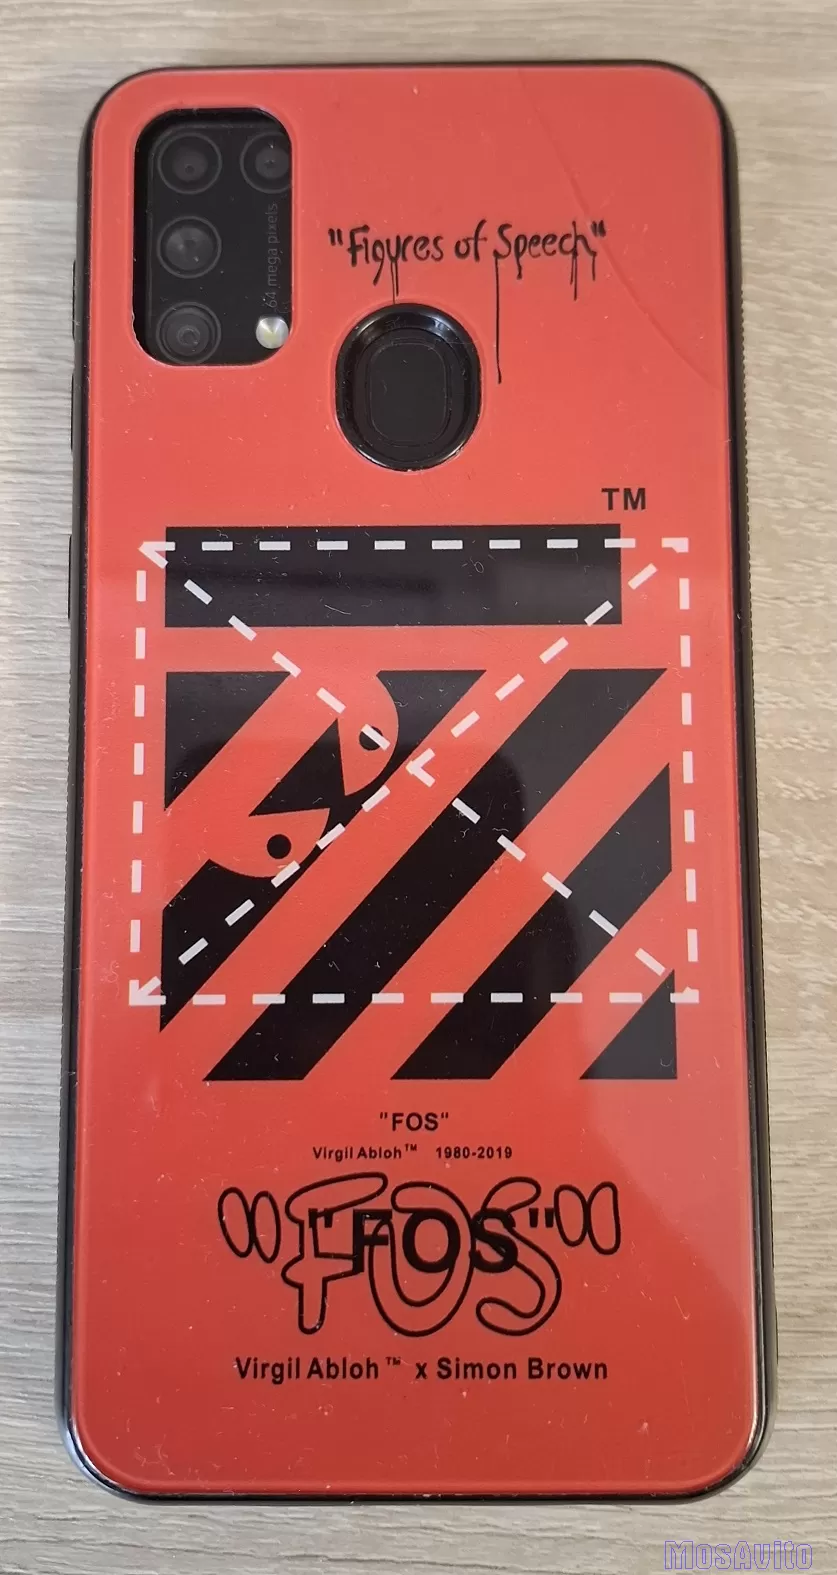 64 mega pixels
"Figures of Speech"
TM
"FOS"
Virgil Abloh™ 1980-2019
"FOS"
"FOS"
Virgil Abloh™ x Simon Brown
MosAvito